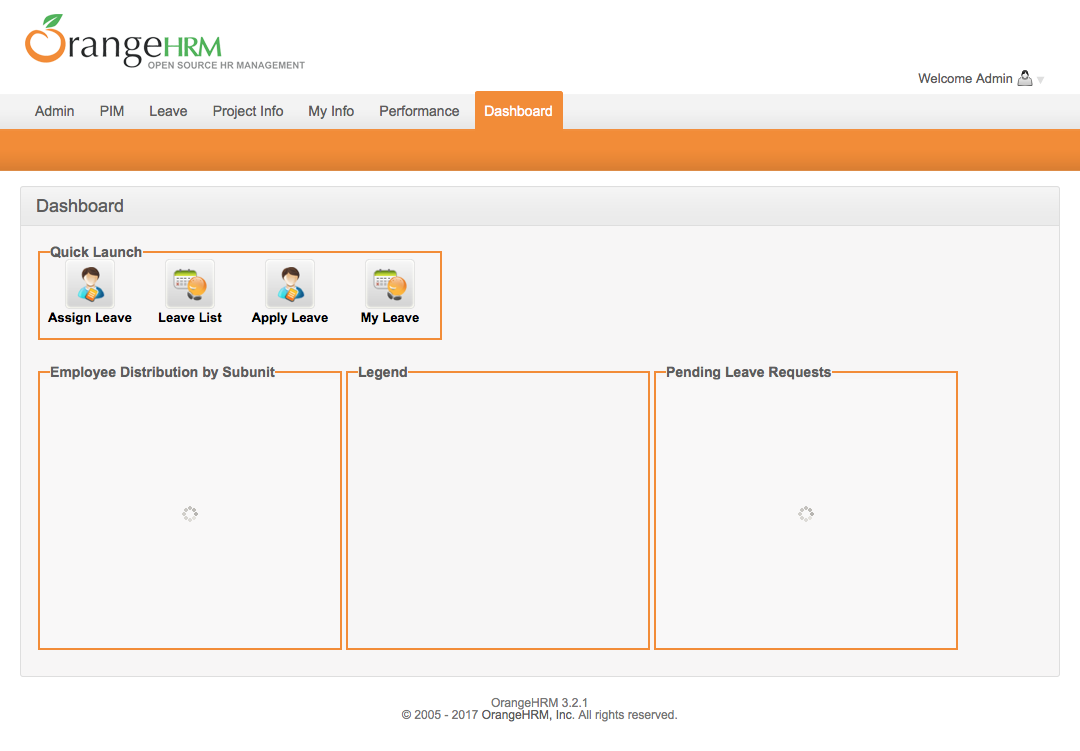 OrangeHRM
OPEN SOURCE HR MANAGEMENT
Welcome Admin
Admin PIM Leave Project Info My Info Performance Dashboard
Dashboard
Quick Launch
Assign Leave Leave List Apply Leave My Leave
Employee Distribution by Subunit Legend Pending Leave Requests
OrangeHRM 3.2.1
© 2005 - 2017 OrangeHRM, Inc. All rights reserved.